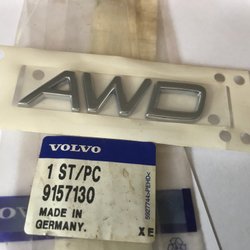 AWD
VOLVO
1 ST/PC
9157130
MADE IN
GERMANY.
X E